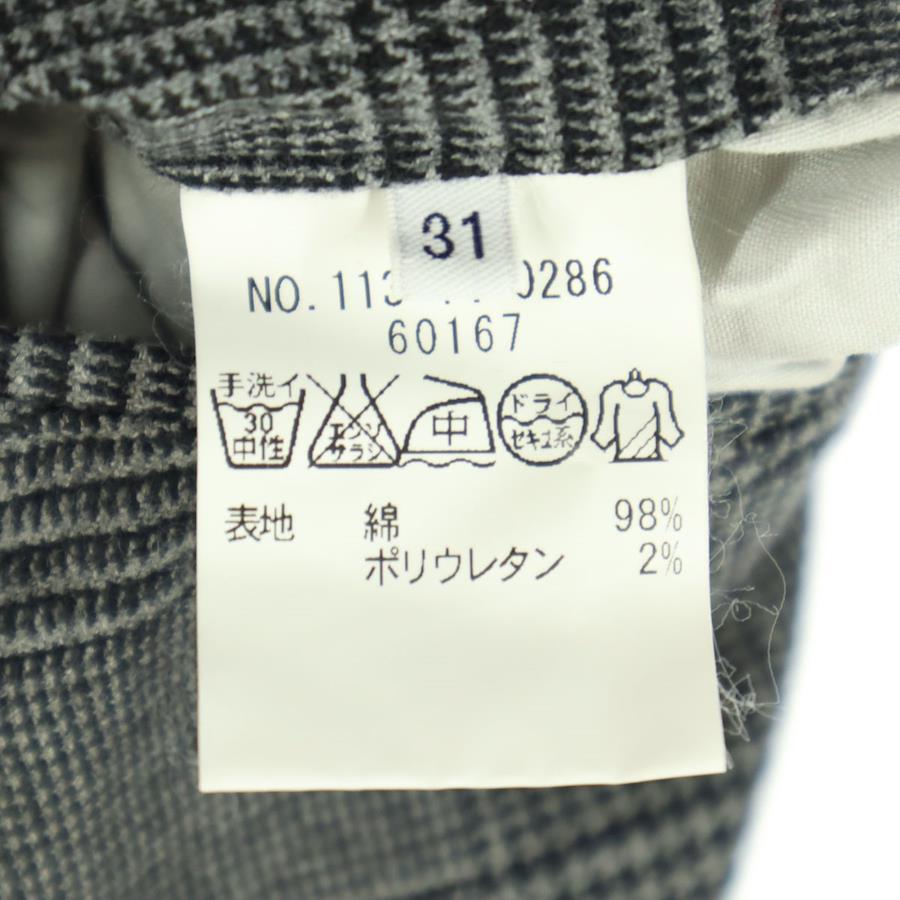 31
NO.113 0286
60167
手洗イ
30
中性
エンソ
サラシ
中
ドライ
セキユ系
表地 綿 98%
ポリウレタン 2%